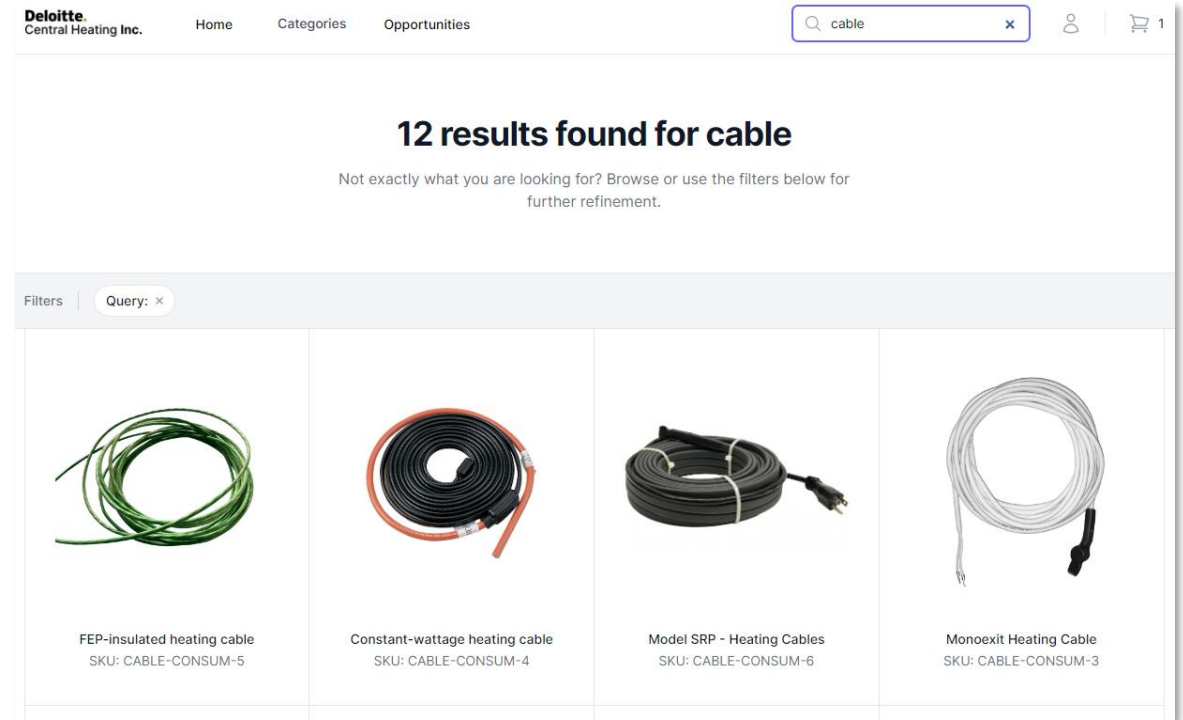 Deloitte.
Central Heating Inc.
Home
Categories
Opportunities
cable
1
12 results found for cable
Not exactly what you are looking for? Browse or use the filters below for
further refinement.
Filters
Query:
FEP-insulated heating cable
SKU: CABLE-CONSUM-5
Constant-wattage heating cable
SKU: CABLE-CONSUM-4
Model SRP - Heating Cables
SKU: CABLE-CONSUM-6
Monoexit Heating Cable
SKU: CABLE-CONSUM-3